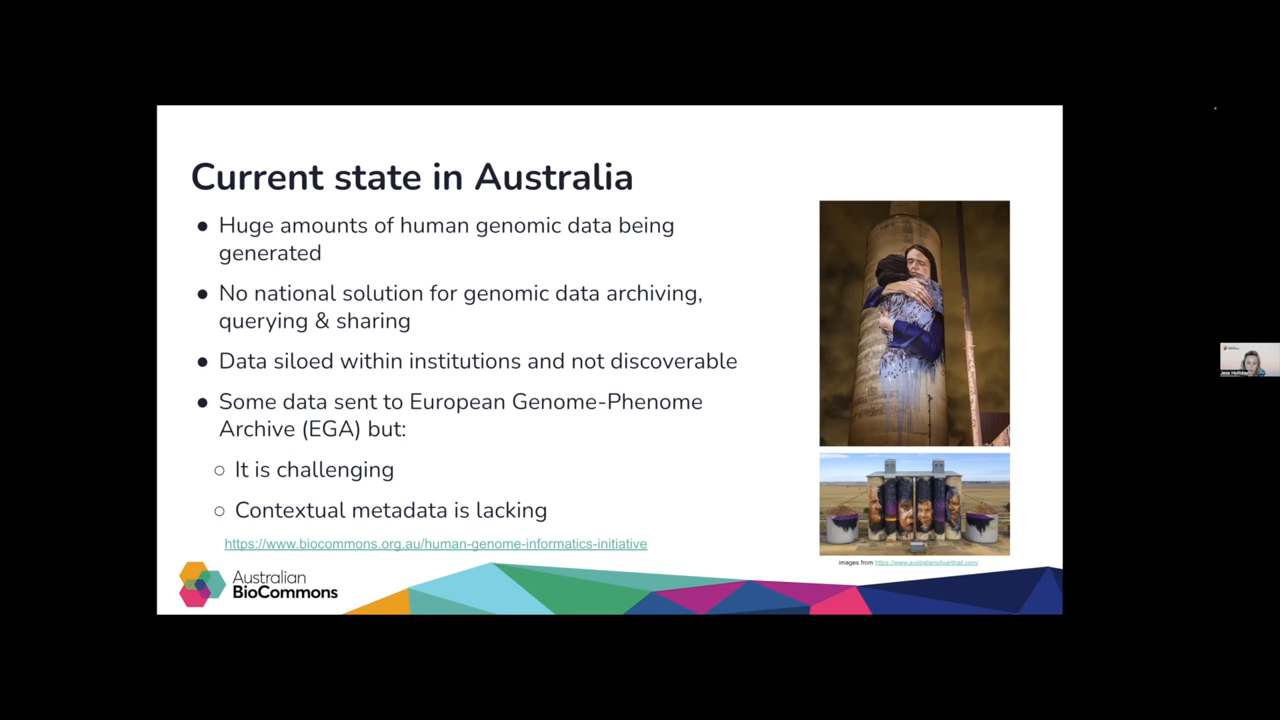 Current state in Australia
● Huge amounts of human genomic data being
generated
● No national solution for genomic data archiving,
querying & sharing
● Data siloed within institutions and not discoverable
● Some data sent to European Genome-Phenome
Archive (EGA) but:
○ It is challenging
○ Contextual metadata is lacking
https://www.biocommons.org.au/human-genome-informatics-initiative
images from https://www.australiansiloarttrail.com/
Australian
BioCommons